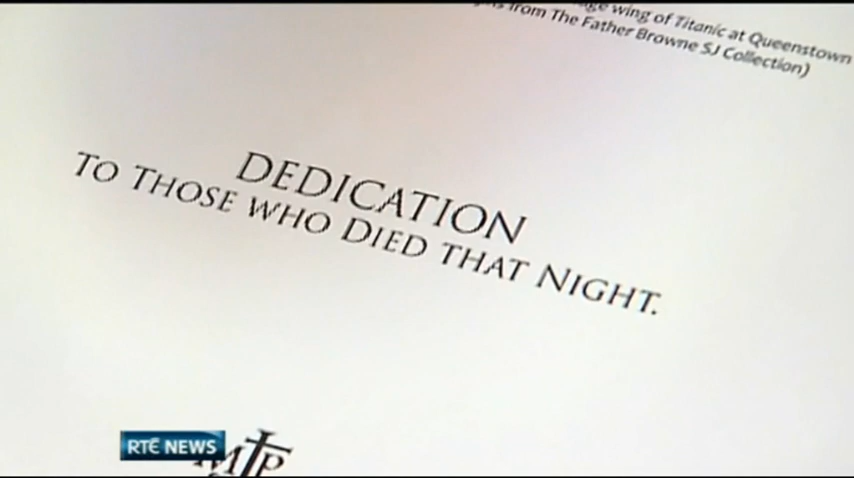 wing of Titanic at Queenstown
from The Father Browne SJ Collection)
DEDICATION
TO THOSE WHO DIED THAT NIGHT.
RTÉ NEWS
MTP